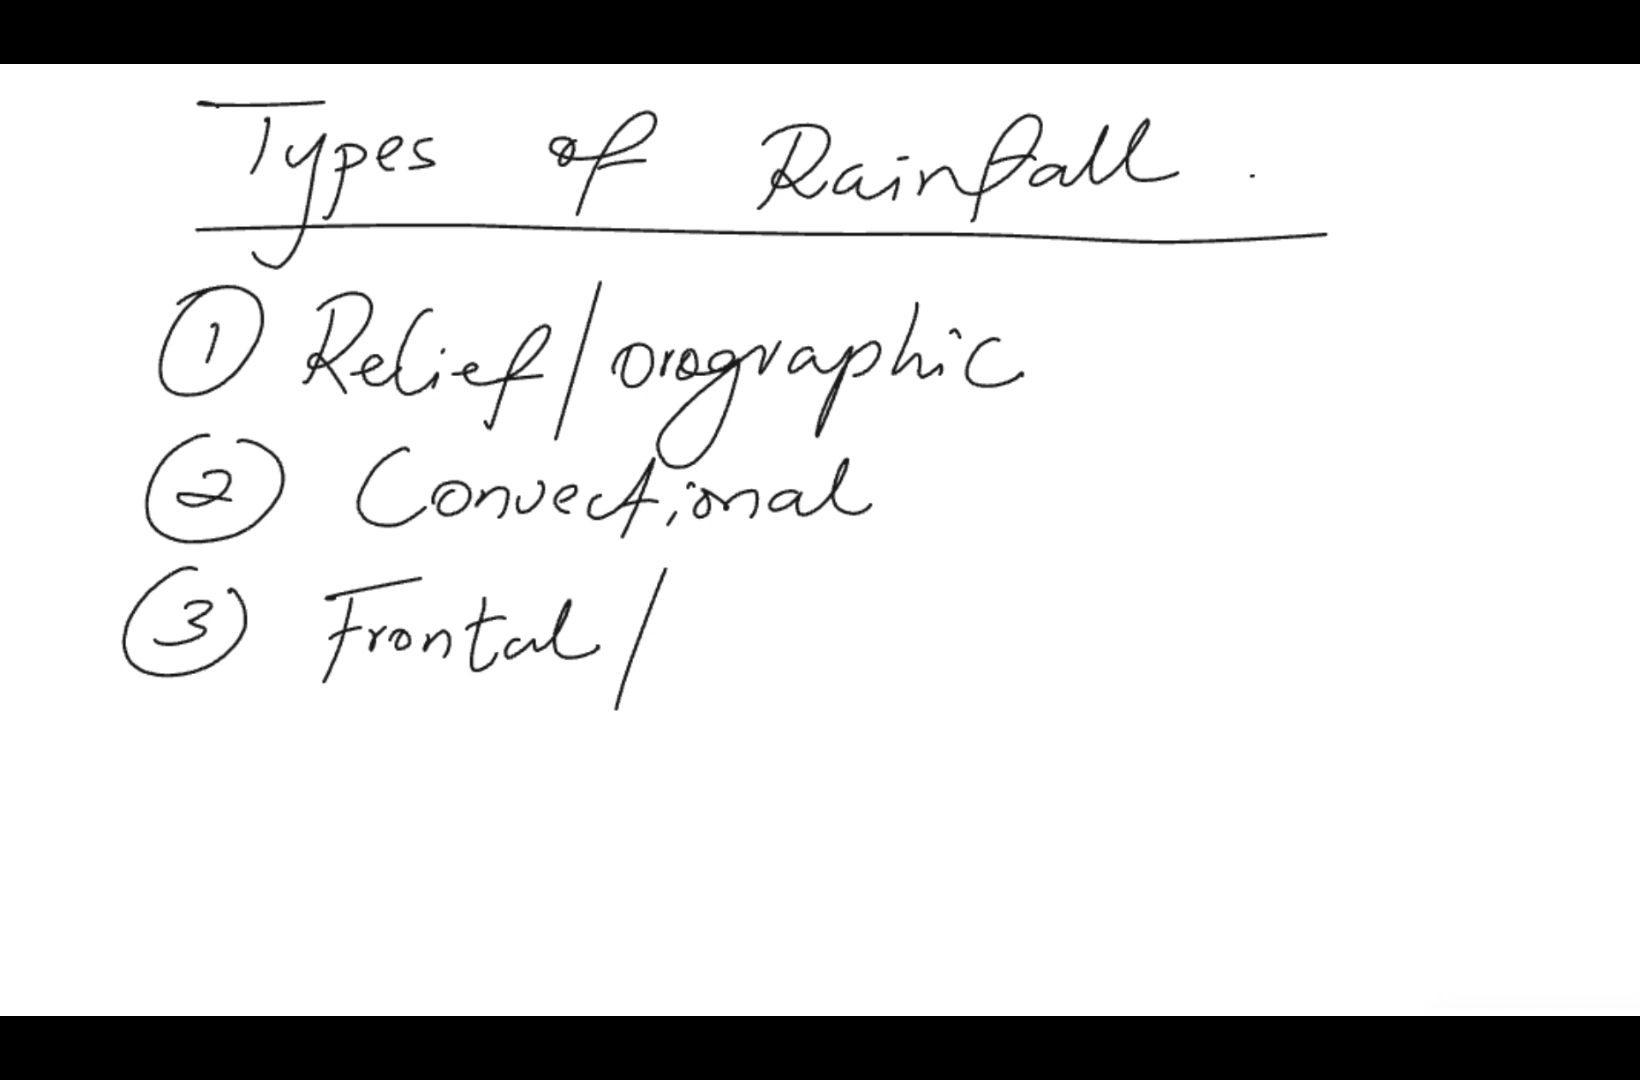 Types of Rainfall.
① Relief/orographic
② Convectional
③ Frontal/